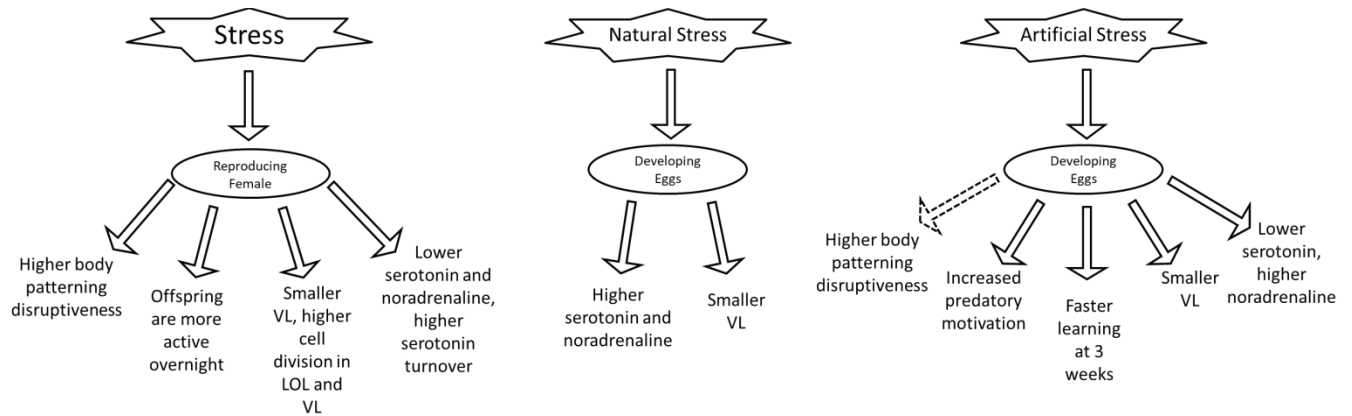 Stress
Reproducing
Female
Higher body
patterning
disruptiveness
Offspring
are more
active
overnight
Smaller
VL, higher
cell
division in
LOL and
VL
Lower
serotonin and
noradrenaline,
higher
serotonin
turnover
Natural Stress
Developing
Eggs
Higher
serotonin and
noradrenaline
Smaller
VL
Artificial Stress
Developing
Eggs
Higher body
patterning
disruptiveness
Increased
predatory
motivation
Faster
learning
at 3
weeks
Smaller
VL
Lower
serotonin,
higher
noradrenaline